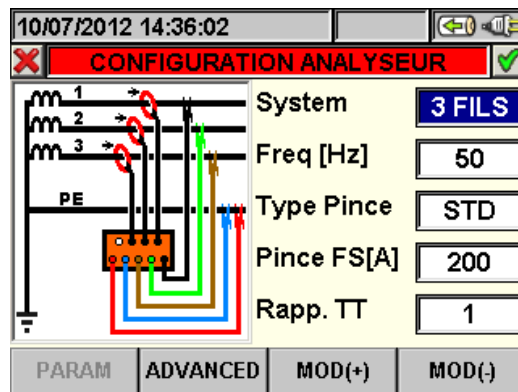 10/07/2012 14:36:02
CONFIGURATION ANALYSEUR
1
2
3
PE
System 3 FILS
Freq [Hz] 50
Type Pince STD
Pince FS[A] 200
Rapp. TT 1
PARAM ADVANCED MOD(+) MOD(-)